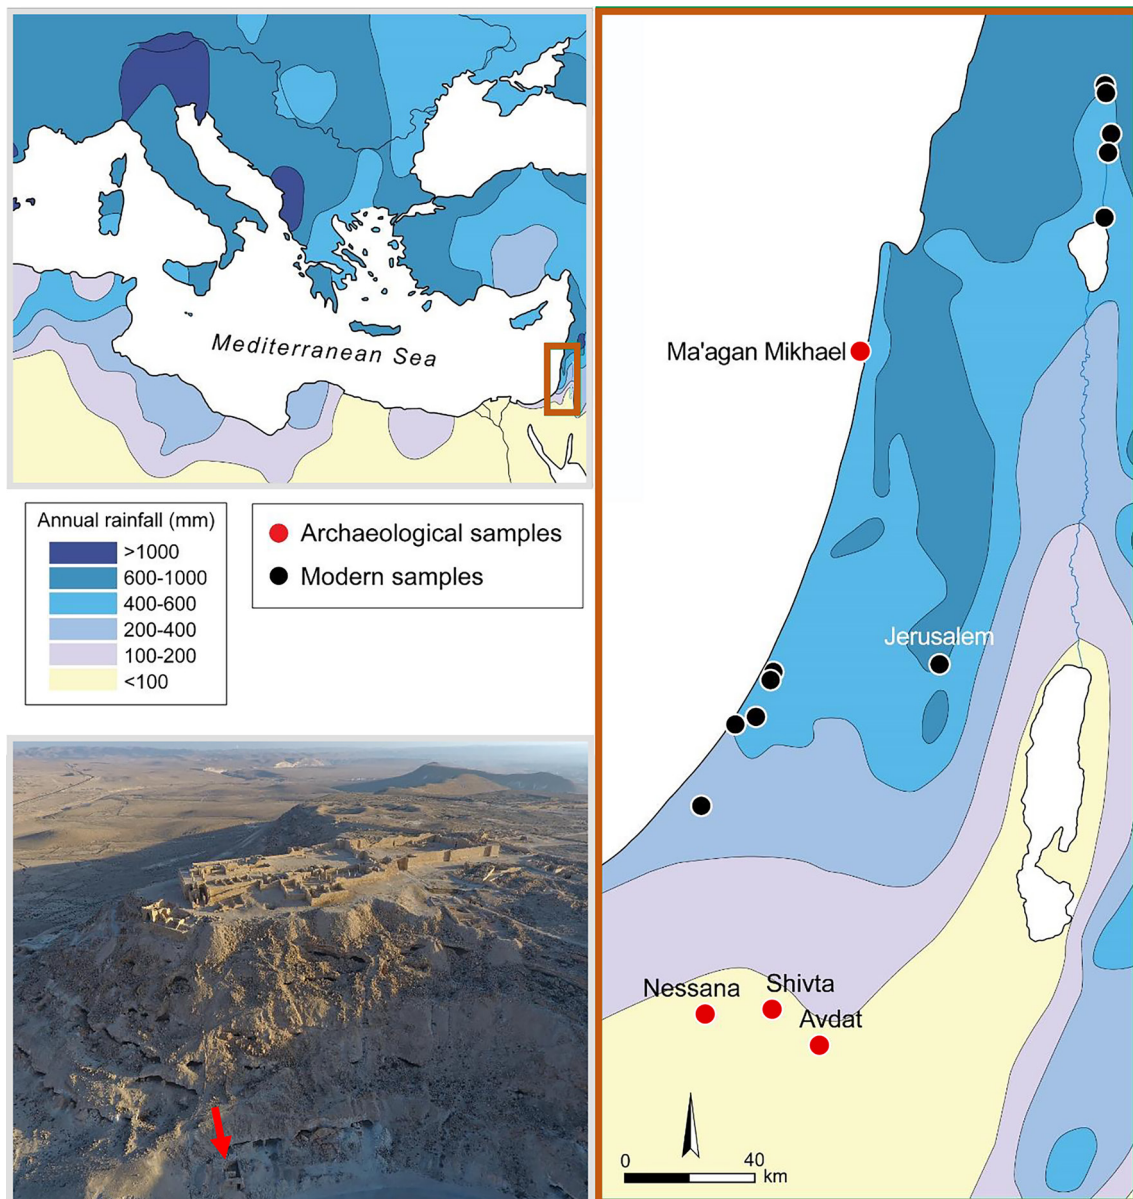 Mediterranean Sea
Annual rainfall (mm)
>1000
600-1000
400-600
200-400
100-200
<100
Archaeological samples
Modern samples
Ma'agan Mikhael
Jerusalem
Nessana
Shivta
Avdat
0 40
km